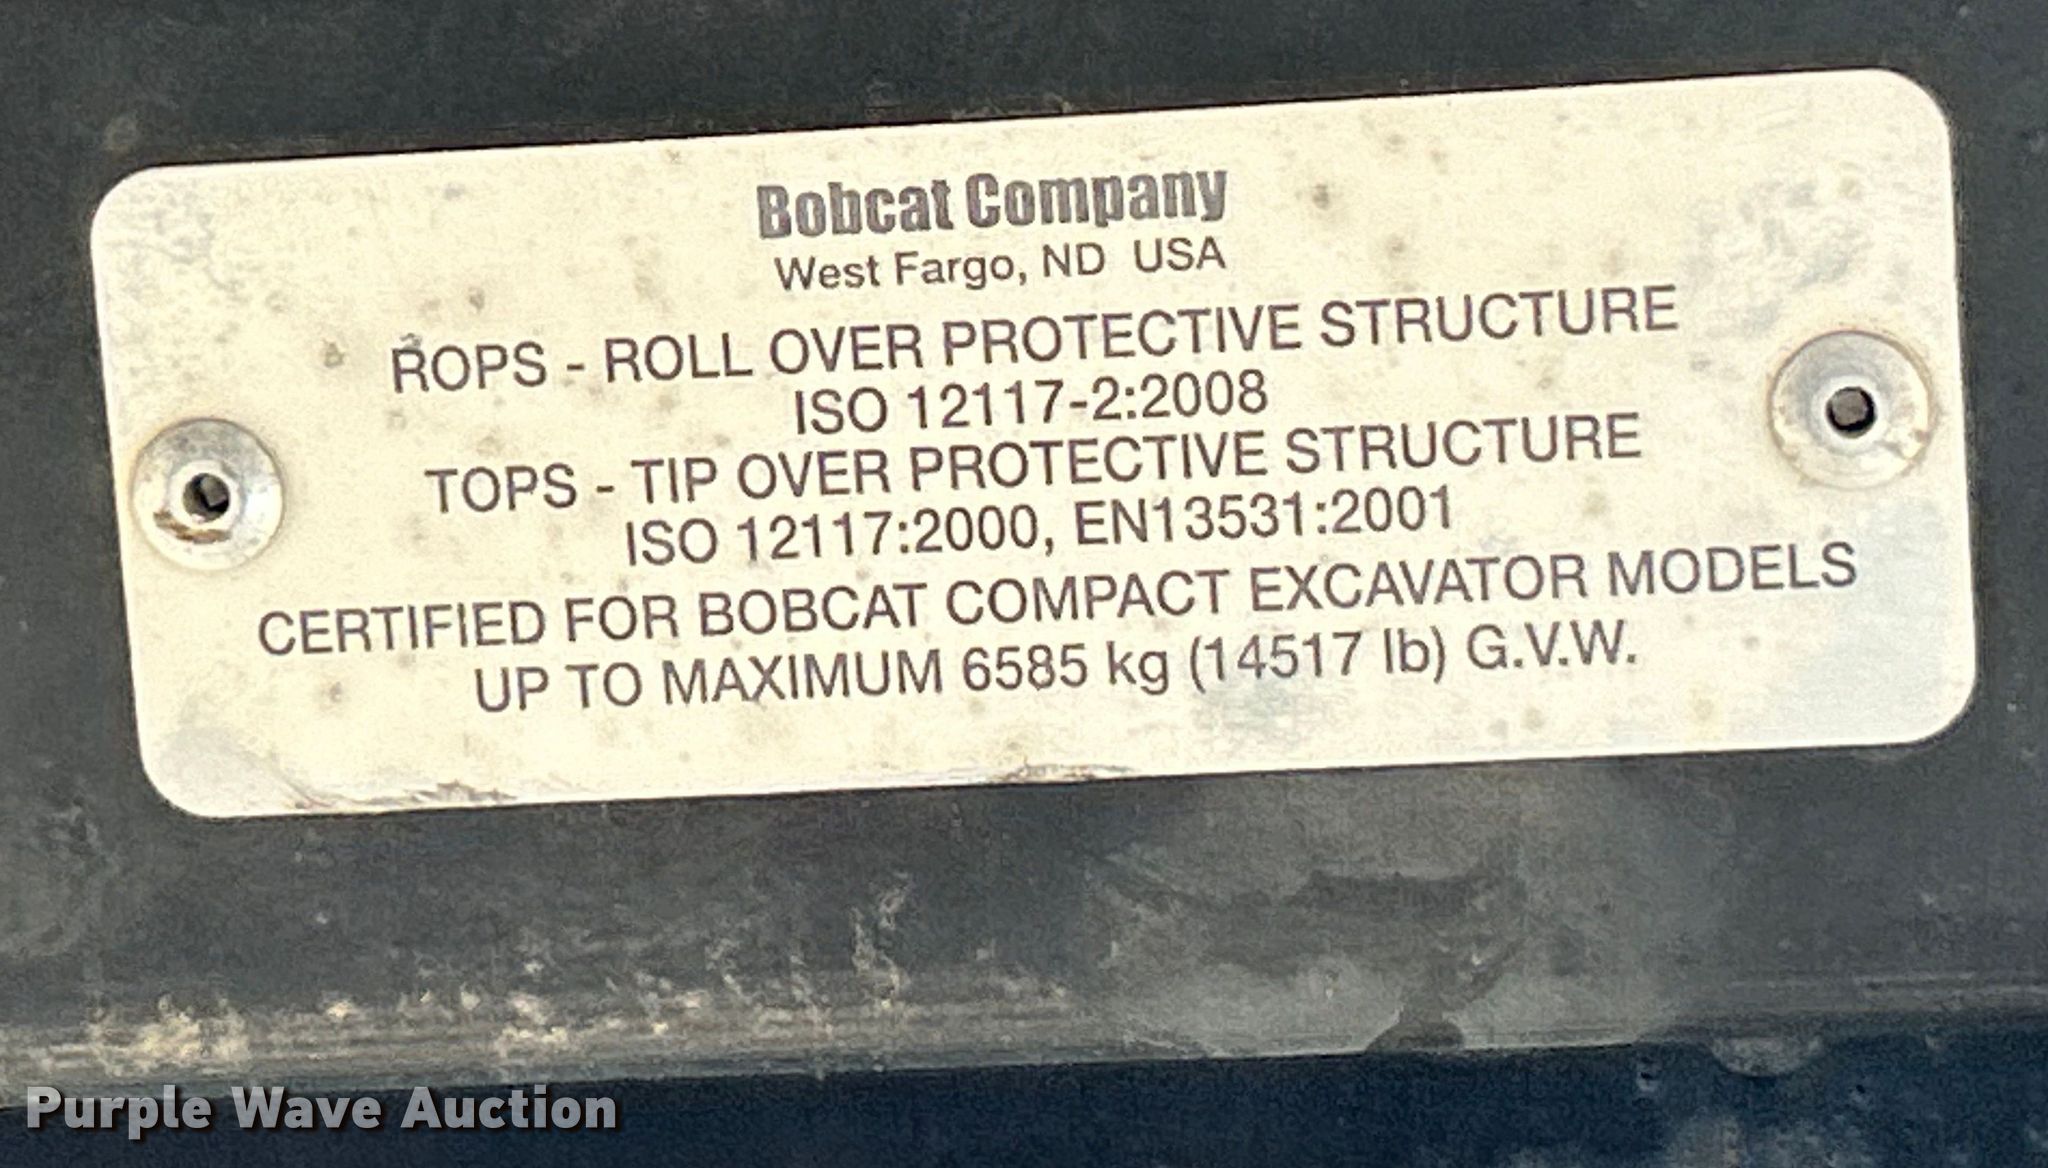 Bobcat Company
West Fargo, ND USA
ROPS - ROLL OVER PROTECTIVE STRUCTURE
ISO 12117-2:2008
TOPS - TIP OVER PROTECTIVE STRUCTURE
ISO 12117:2000, EN13531:2001
CERTIFIED FOR BOBCAT COMPACT EXCAVATOR MODELS
UP TO MAXIMUM 6585 kg (14517 lb) G.V.W.
Purple Wave Auction